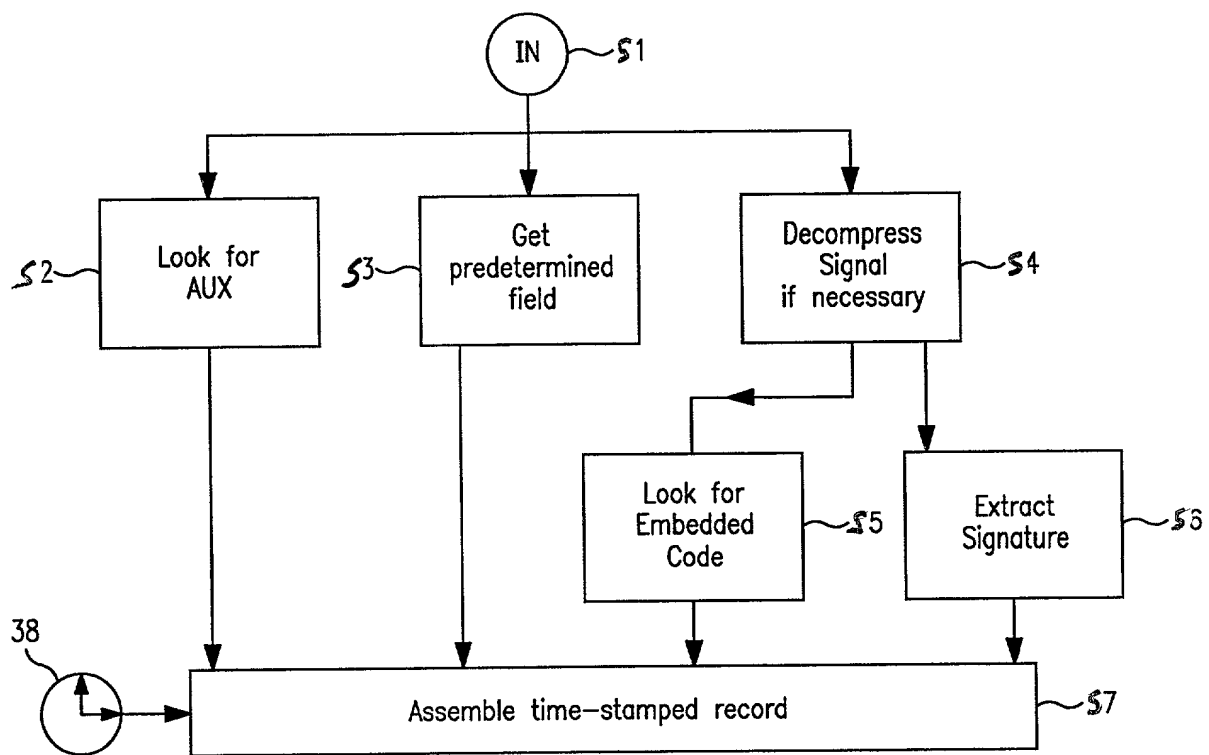 IN
S1
Look for
AUX
S2
Get
predetermined
field
S3
Decompress
Signal
if necessary
S4
Look for
Embedded
Code
S5
Extract
Signature
S6
38
Assemble time-stamped record
S7